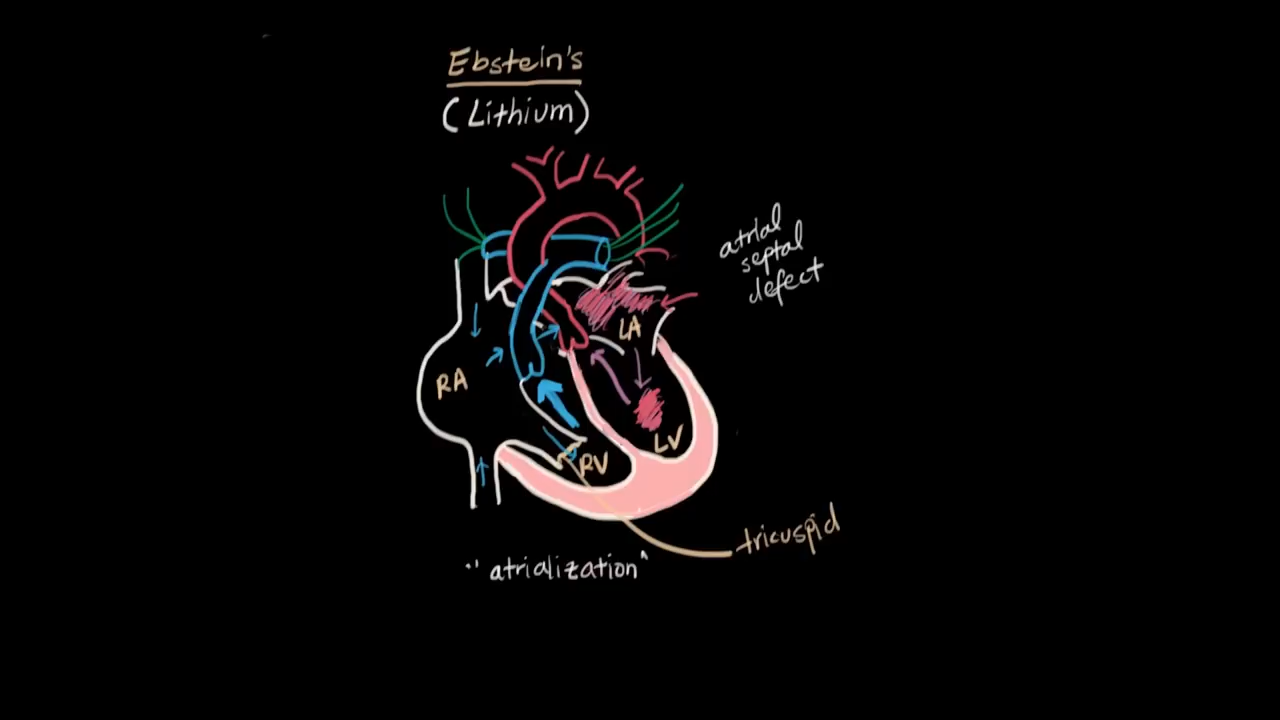 Ebstein's
(Lithium)
atrial
septal
defect
LA
RA
LV
RV
tricuspid
"atrialization"